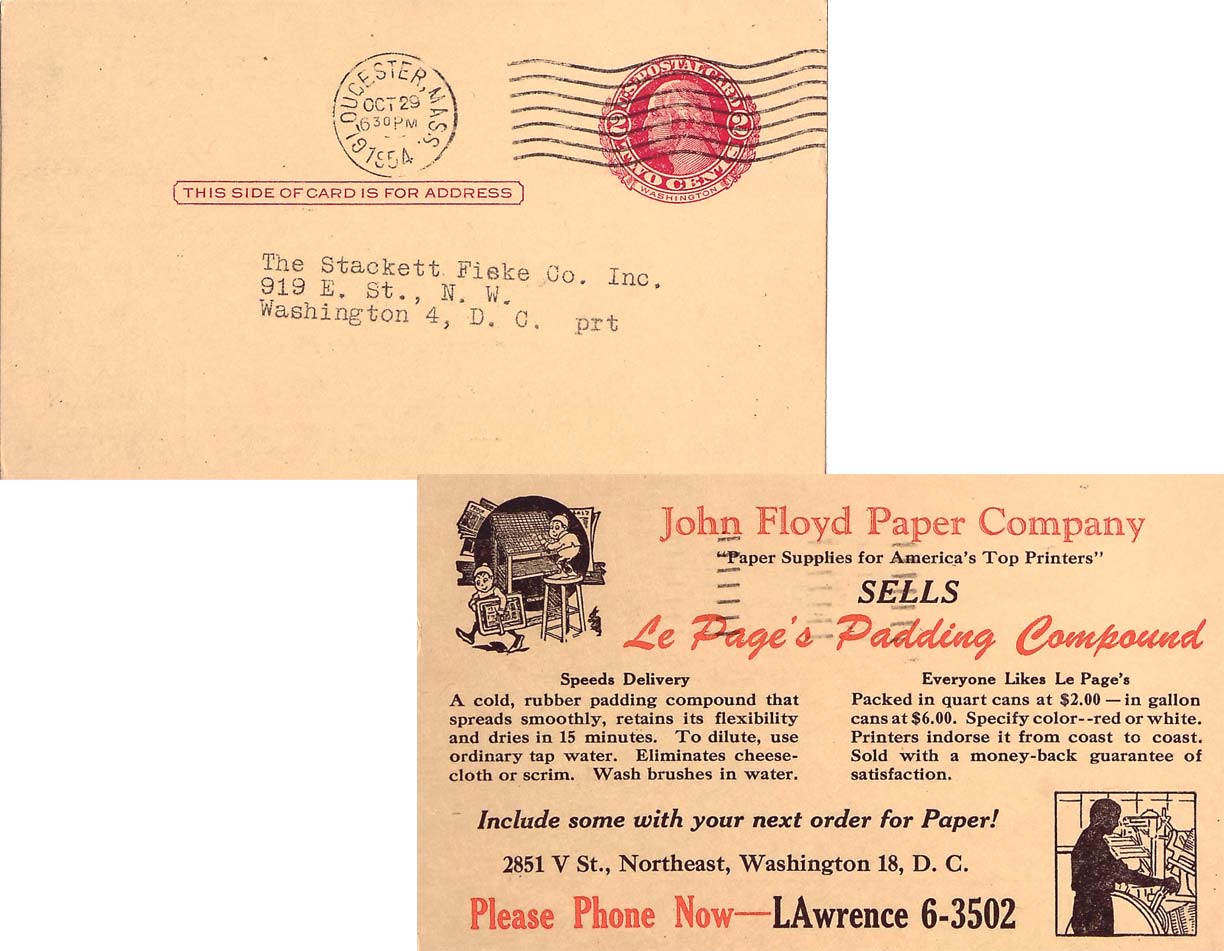 GLOUCESTER, MASS.
OCT 29
630 PM
1954
U.S. POSTAL CARD
2 2
TWO CENTS
WASHINGTON
THIS SIDE OF CARD IS FOR ADDRESS
The Stackett Fiske Co. Inc.
919 E. St., N. W.
Washington 4, D. C. prt
John Floyd Paper Company
“Paper Supplies for America's Top Printers”
SELLS
Le Page's Padding Compound
Speeds Delivery
A cold, rubber padding compound that
spreads smoothly, retains its flexibility
and dries in 15 minutes. To dilute, use
ordinary tap water. Eliminates cheese-
cloth or scrim. Wash brushes in water.
Everyone Likes Le Page's
Packed in quart cans at $2.00 — in gallon
cans at $6.00. Specify color--red or white.
Printers indorse it from coast to coast.
Sold with a money-back guarantee of
satisfaction.
Include some with your next order for Paper!
2851 V St., Northeast, Washington 18, D. C.
Please Phone Now—LAwrence 6-3502